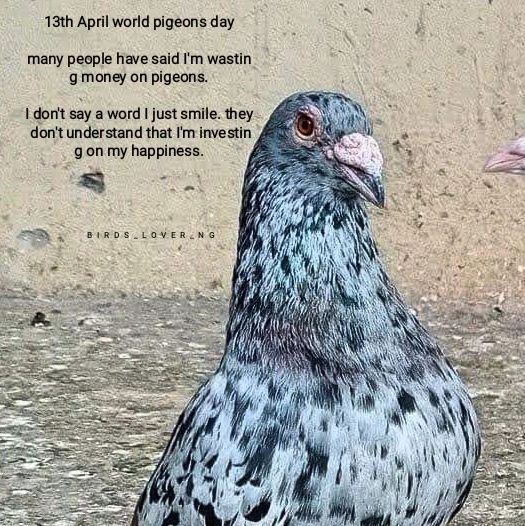 13th April world pigeons day
many people have said I'm wastin
g money on pigeons.
I don't say a word I just smile. they
don't understand that I'm investin
g on my happiness.
BIRDS_LOVER_NG